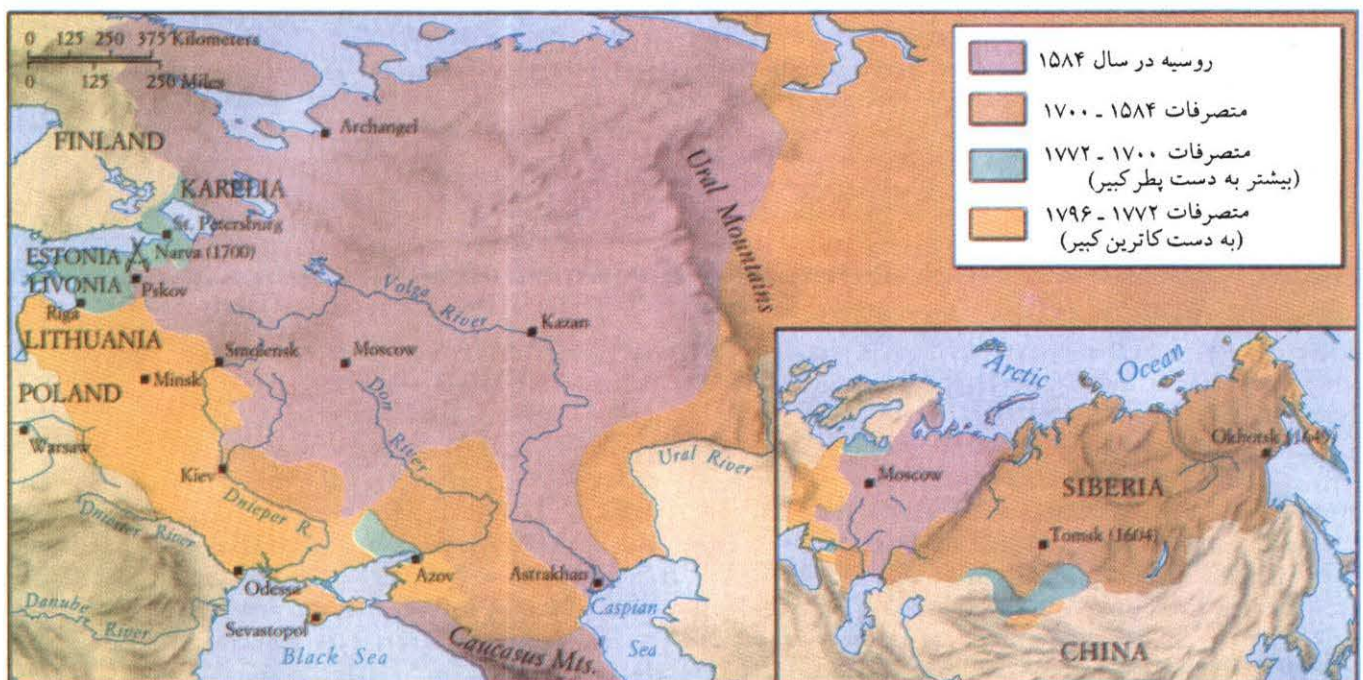 0 125 250 375 Kilometers
0 125 250 Miles
روسیه در سال ۱۵۸۴
متصرفات ۱۵۸۴ ـ ۱۷۰۰
متصرفات ۱۷۰۰ ـ ۱۷۷۲
(بیشتر به دست پطر کبیر)
متصرفات ۱۷۷۲ ـ ۱۷۹۶
(به دست کاترین کبیر)
FINLAND
Archangel
KARELIA
Ural Mountains
St. Petersburg
ESTONIA
Narva (1700)
LIVONIA
Pskov
Riga
Volga
River
Kazan
LITHUANIA
Smolensk
Moscow
Minsk
Don
River
POLAND
Warsaw
Kiev
Ural River
Dnieper R.
Dniester River
Odessa
Azov
Astrakhan
Danube
River
Sevastopol
Caspian
Sea
Black Sea
Caucasus Mts.
Arctic
Ocean
Okhotsk (1649)
Moscow
SIBERIA
Tomsk (1604)
CHINA